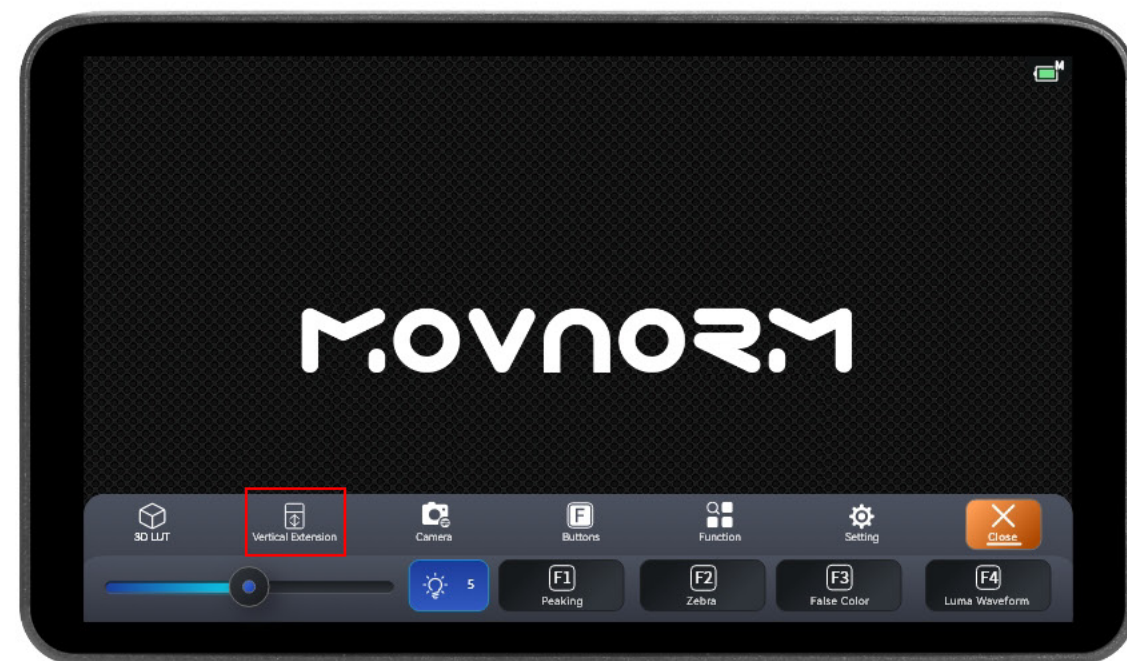 M
MOVNORM
3D LUT
Vertical Extension
Camera
F
Buttons
Function
Setting
Close
5
F1
Peaking
F2
Zebra
F3
False Color
F4
Luma Waveform